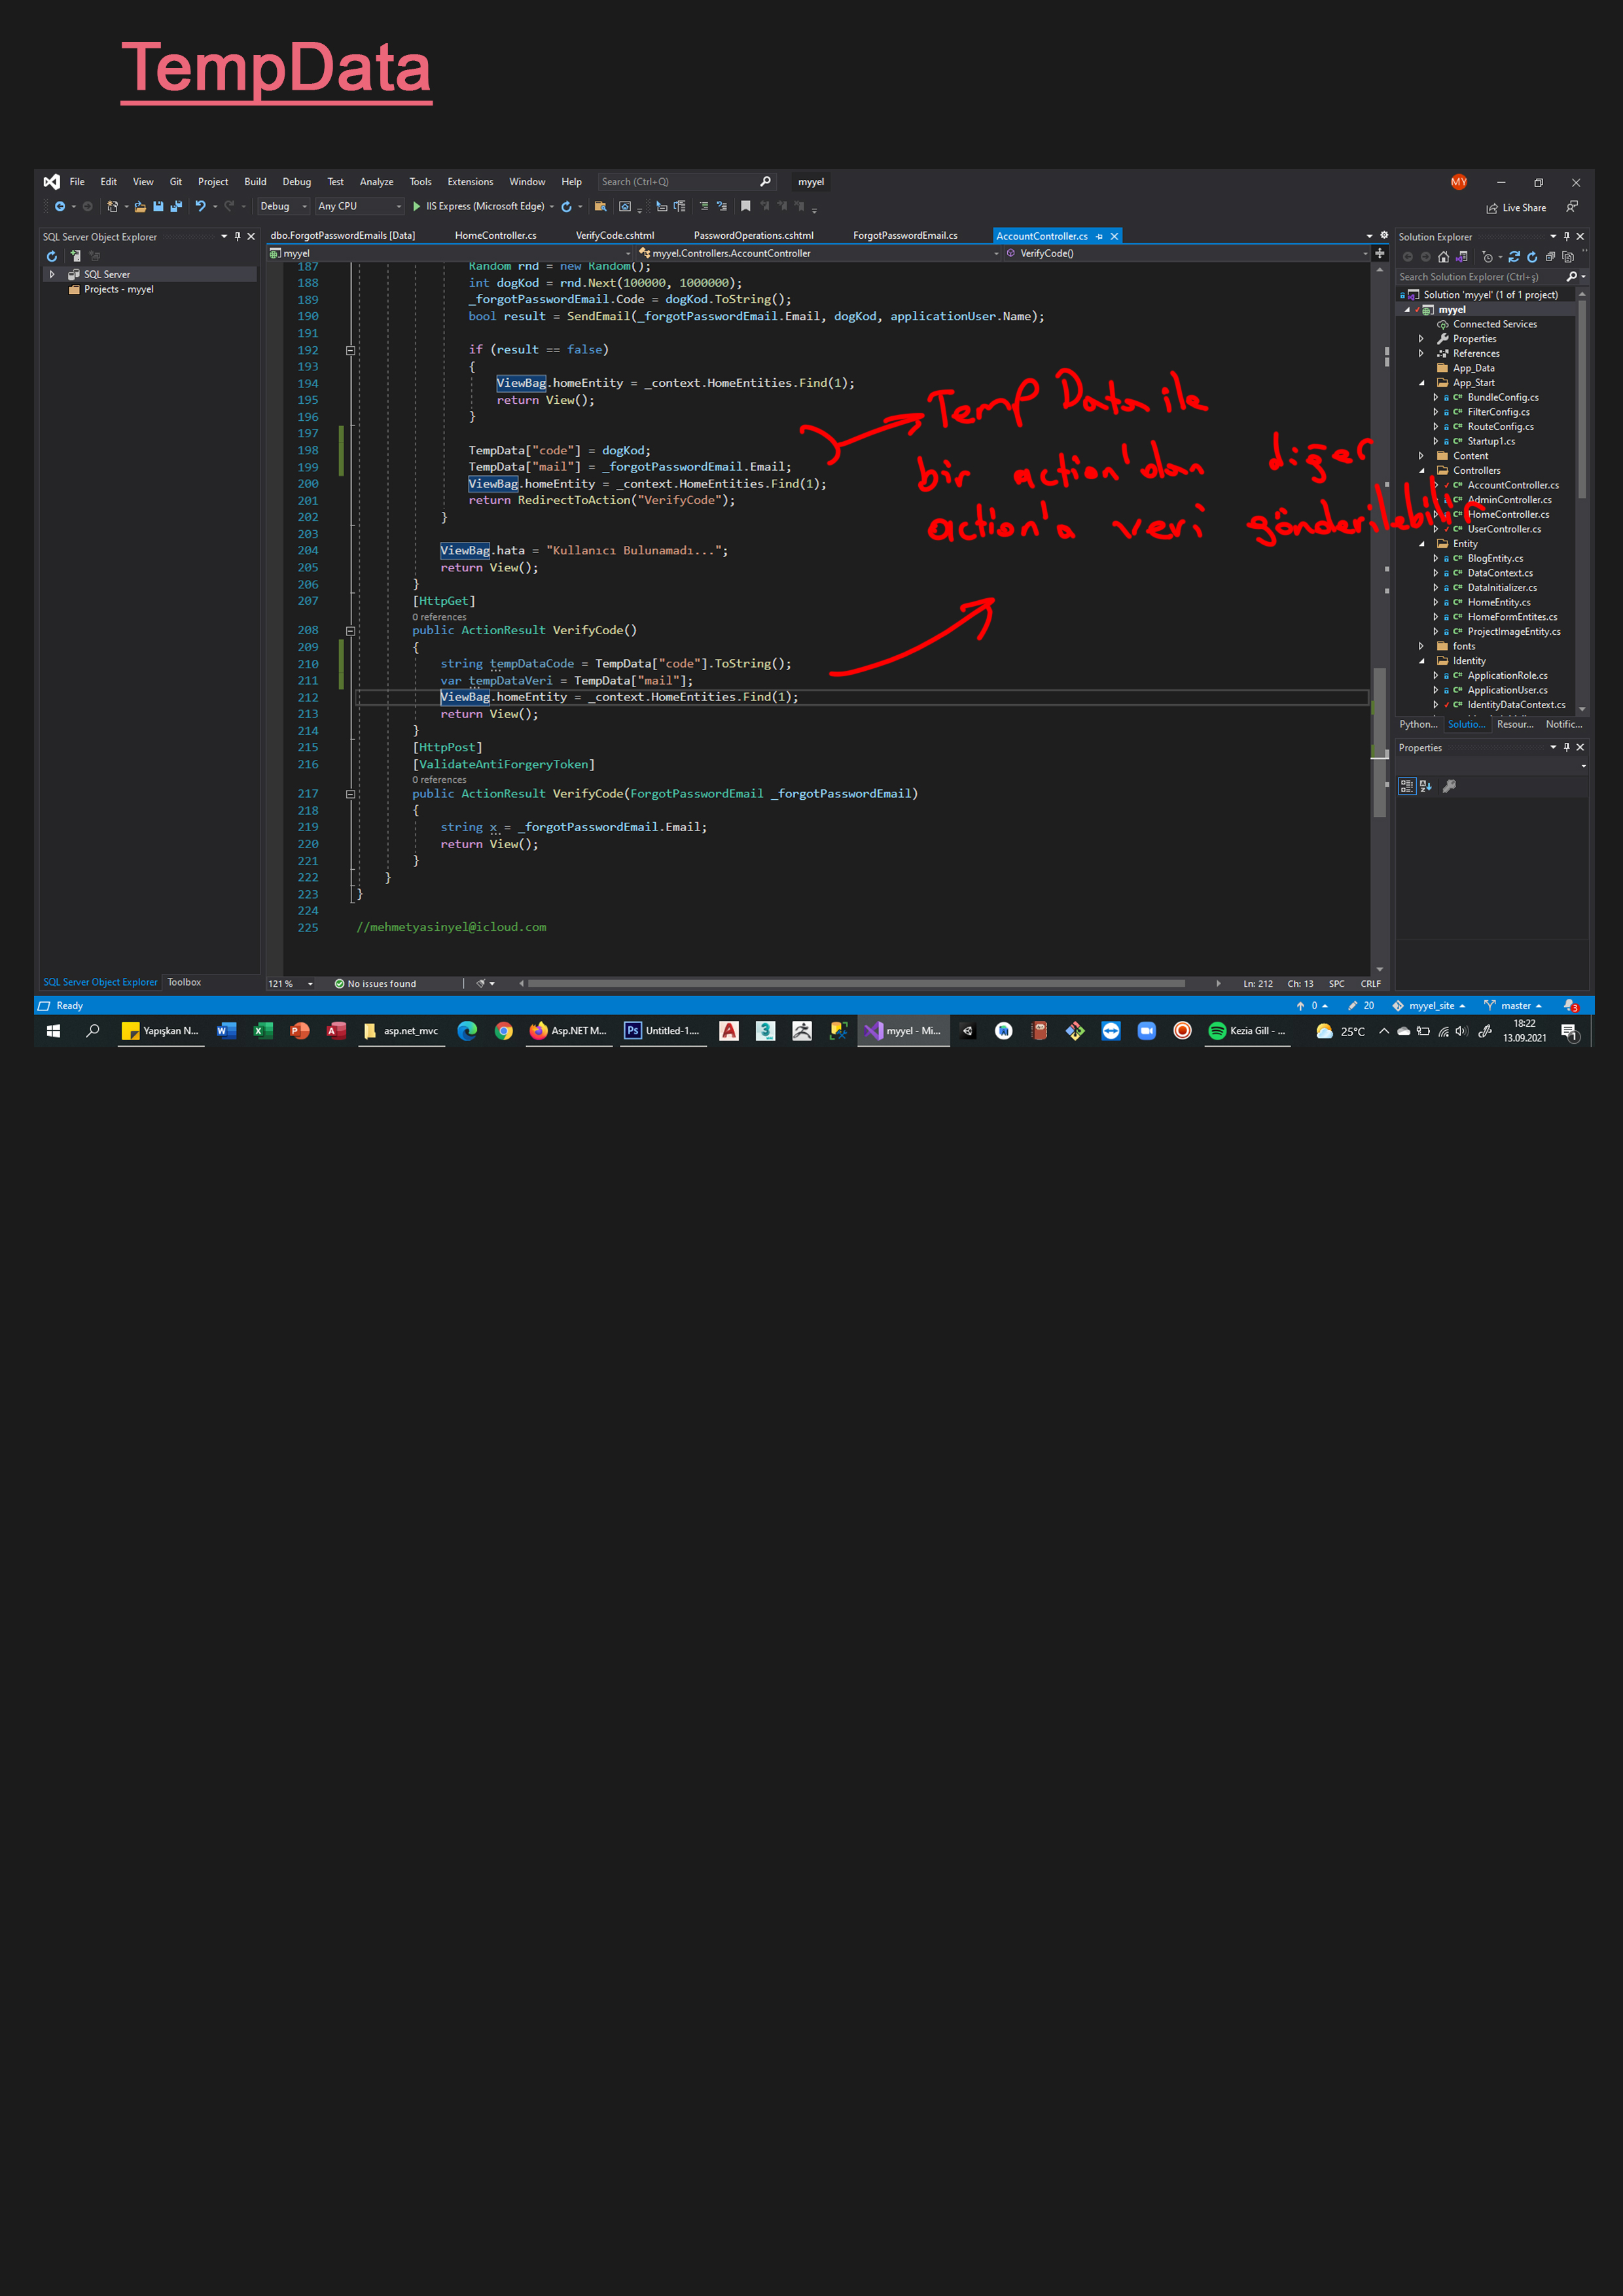 TempData
File Edit View Git Project Build Debug Test Analyze Tools Extensions Window Help Search (Ctrl+Q) myyel MY
Debug Any CPU IIS Express (Microsoft Edge) Live Share
SQL Server Object Explorer
SQL Server
Projects - myyel
dbo.ForgotPasswordEmails [Data] HomeController.cs VerifyCode.cshtml PasswordOperations.cshtml ForgotPasswordEmail.cs AccountController.cs
myyel myyel.Controllers.AccountController VerifyCode()
187 Random rnd = new Random();
188 int dogKod = rnd.Next(100000, 1000000);
189 _forgotPasswordEmail.Code = dogKod.ToString();
190 bool result = SendEmail(_forgotPasswordEmail.Email, dogKod, applicationUser.Name);
191
192 if (result == false)
193 {
194 ViewBag.homeEntity = _context.HomeEntities.Find(1);
195 return View();
196 }
197
198 TempData["code"] = dogKod;
199 TempData["mail"] = _forgotPasswordEmail.Email;
200 ViewBag.homeEntity = _context.HomeEntities.Find(1);
201 return RedirectToAction("VerifyCode");
202 }
203
204 ViewBag.hata = "Kullanıcı Bulunamadı...";
205 return View();
206 }
207 [HttpGet]
0 references
208 public ActionResult VerifyCode()
209 {
210 string tempDataCode = TempData["code"].ToString();
211 var tempDataVeri = TempData["mail"];
212 ViewBag.homeEntity = _context.HomeEntities.Find(1);
213 return View();
214 }
215 [HttpPost]
216 [ValidateAntiForgeryToken]
0 references
217 public ActionResult VerifyCode(ForgotPasswordEmail _forgotPasswordEmail)
218 {
219 string x = _forgotPasswordEmail.Email;
220 return View();
221 }
222 }
223 }
224
225 //mehmetyasinyel@icloud.com
Temp Data ile
bir action'dan diğer
action'a veri gönderilebilir
Solution Explorer
Search Solution Explorer (Ctrl+ş)
Solution 'myyel' (1 of 1 project)
myyel
Connected Services
Properties
References
App_Data
App_Start
BundleConfig.cs
FilterConfig.cs
RouteConfig.cs
Startup1.cs
Content
Controllers
AccountController.cs
AdminController.cs
HomeController.cs
UserController.cs
Entity
BlogEntity.cs
DataContext.cs
DataInitializer.cs
HomeEntity.cs
HomeFormEntites.cs
ProjectImageEntity.cs
fonts
Identity
ApplicationRole.cs
ApplicationUser.cs
IdentityDataContext.cs
Python... Solutio... Resour... Notific...
Properties
SQL Server Object Explorer Toolbox
121 % No issues found Ln: 212 Ch: 13 SPC CRLF
Ready 0 20 myyel_site master 3
Yapışkan N... asp.net_mvc Asp.NET M... Untitled-1.... myyel - Mi... Kezia Gill - ... 25°C 18:22
13.09.2021 1